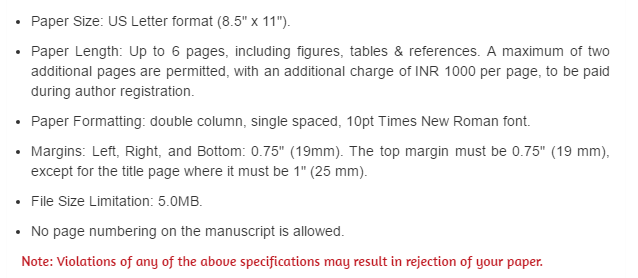 • Paper Size: US Letter format (8.5" x 11").
• Paper Length: Up to 6 pages, including figures, tables & references. A maximum of two
additional pages are permitted, with an additional charge of INR 1000 per page, to be paid
during author registration.
• Paper Formatting: double column, single spaced, 10pt Times New Roman font.
• Margins: Left, Right, and Bottom: 0.75" (19mm). The top margin must be 0.75" (19 mm),
except for the title page where it must be 1" (25 mm).
• File Size Limitation: 5.0MB.
• No page numbering on the manuscript is allowed.
Note: Violations of any of the above specifications may result in rejection of your paper.